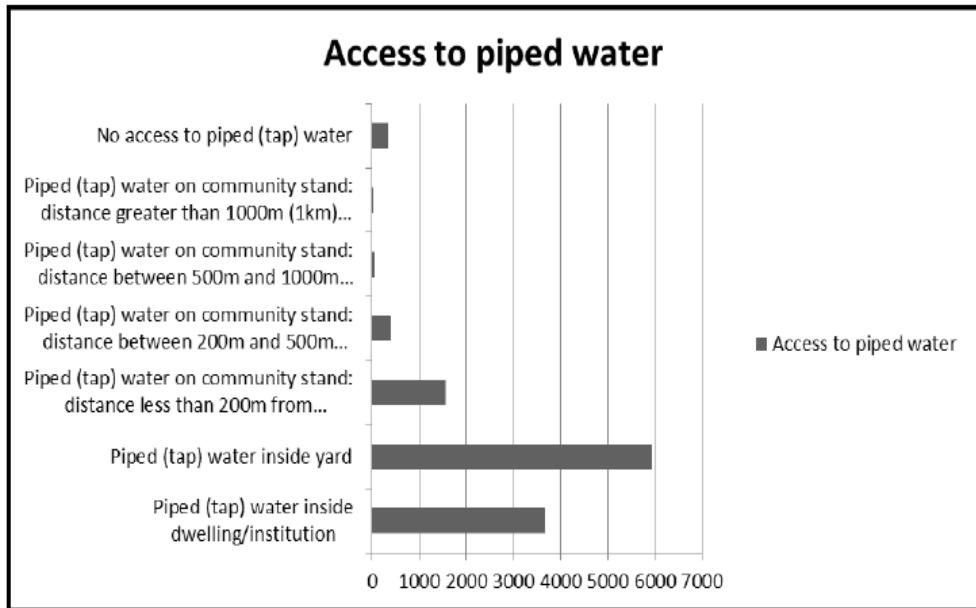 Access to piped water
No access to piped (tap) water
Piped (tap) water on community stand:
distance greater than 1000m (1km)...
Piped (tap) water on community stand:
distance between 500m and 1000m...
Piped (tap) water on community stand:
distance between 200m and 500m...
Piped (tap) water on community stand:
distance less than 200m from...
Piped (tap) water inside yard
Piped (tap) water inside
dwelling/institution
Access to piped water
0 1000 2000 3000 4000 5000 6000 7000